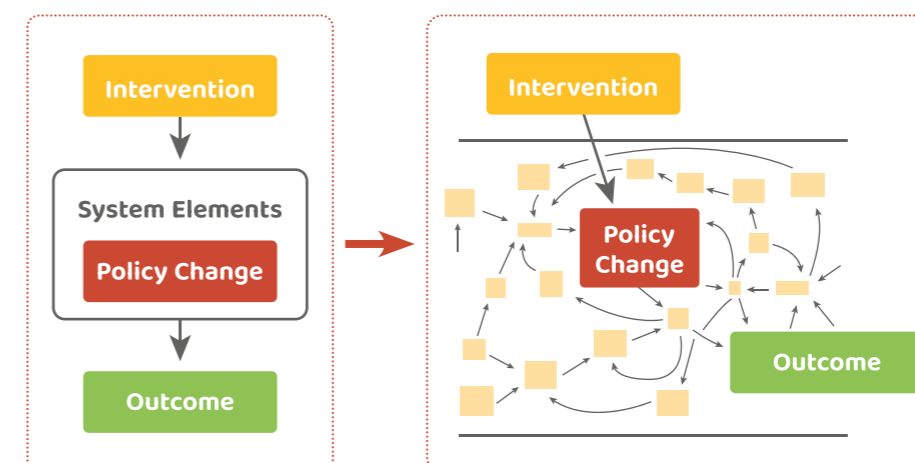 Intervention
System Elements
Policy Change
Outcome
Intervention
Policy
Change
Outcome